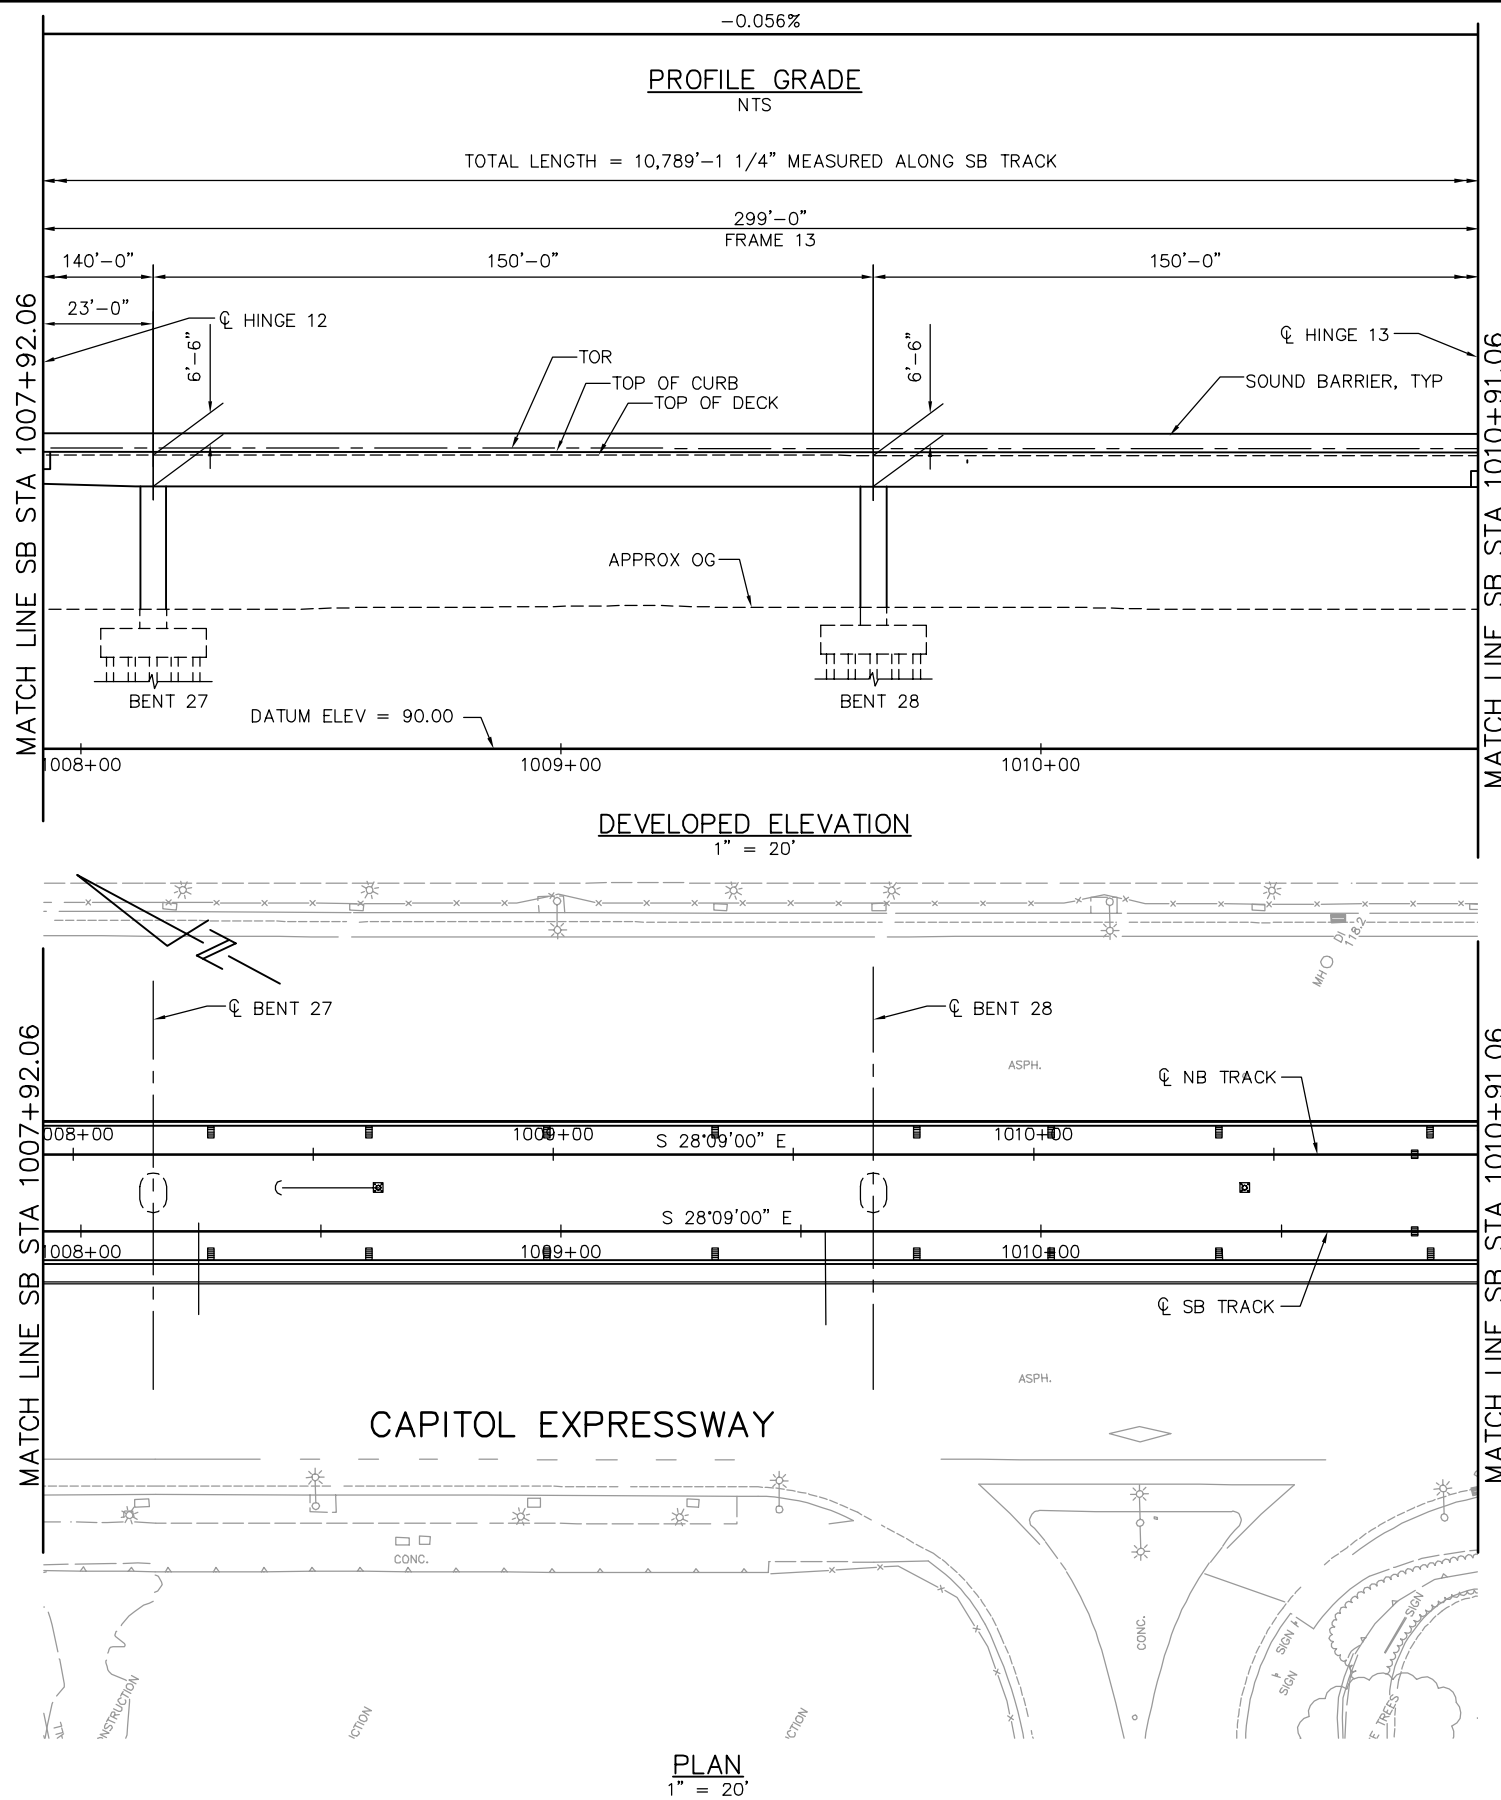 -0.056%
PROFILE GRADE
NTS
TOTAL LENGTH = 10,789'-1 1/4" MEASURED ALONG SB TRACK
299'-0"
FRAME 13
140'-0"
150'-0"
150'-0"
23'-0"
℄ HINGE 12
℄ HINGE 13
6'-6"
6'-6"
TOR
TOP OF CURB
TOP OF DECK
SOUND BARRIER, TYP
MATCH LINE SB STA 1007+92.06
MATCH LINE SB STA 1010+91.06
APPROX OG
BENT 27
BENT 28
DATUM ELEV = 90.00
1008+00
1009+00
1010+00
DEVELOPED ELEVATION
1" = 20'
DI
118.2
MH
℄ BENT 27
℄ BENT 28
ASPH.
℄ NB TRACK
MATCH LINE SB STA 1007+92.06
MATCH LINE SB STA 1010+91.06
008+00
1009+00
S 28°09'00" E
1010+00
S 28°09'00" E
1008+00
1009+00
1010+00
℄ SB TRACK
ASPH.
CAPITOL EXPRESSWAY
CONC.
CONC.
SIGN
SIGN
SIGN
NSTRUCTION
UCTION
UCTION
E TREES
PLAN
1" = 20'